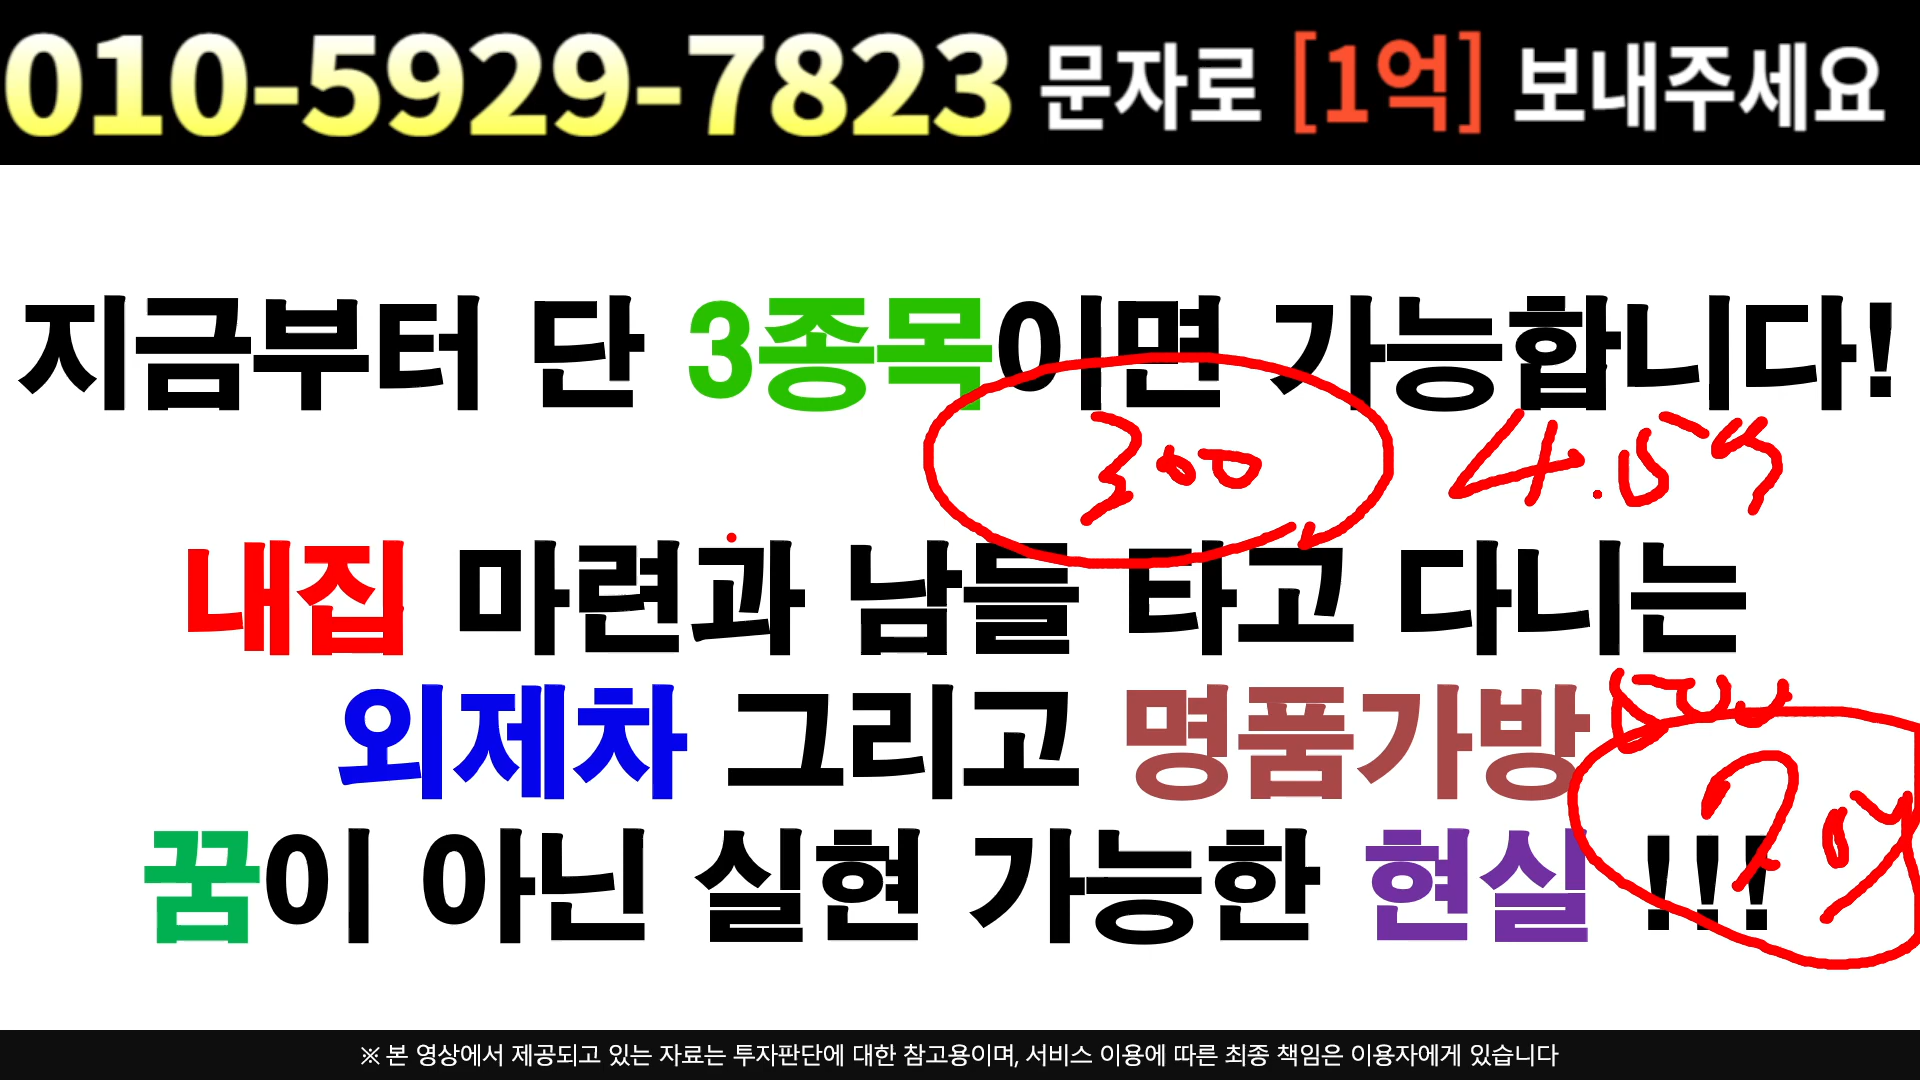 010-5929-7823 문자로 [1억] 보내주세요
지금부터 단 3종목이면 가능합니다!
300
4.5억
내집 마련과 남들 타고 다니는
외제차 그리고 명품가방
500
꿈이 아닌 실현 가능한 현실 !!!
※ 본 영상에서 제공되고 있는 자료는 투자판단에 대한 참고용이며, 서비스 이용에 따른 최종 책임은 이용자에게 있습니다